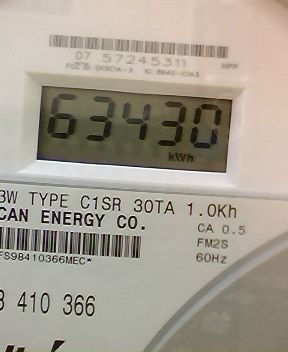 07 57245311
HPP
63430
kWh
3W TYPE C1SR 30TA 1.0Kh
CAN ENERGY CO.
CA 0.5
FM2S
FS98410366MEC*
60Hz
410 366